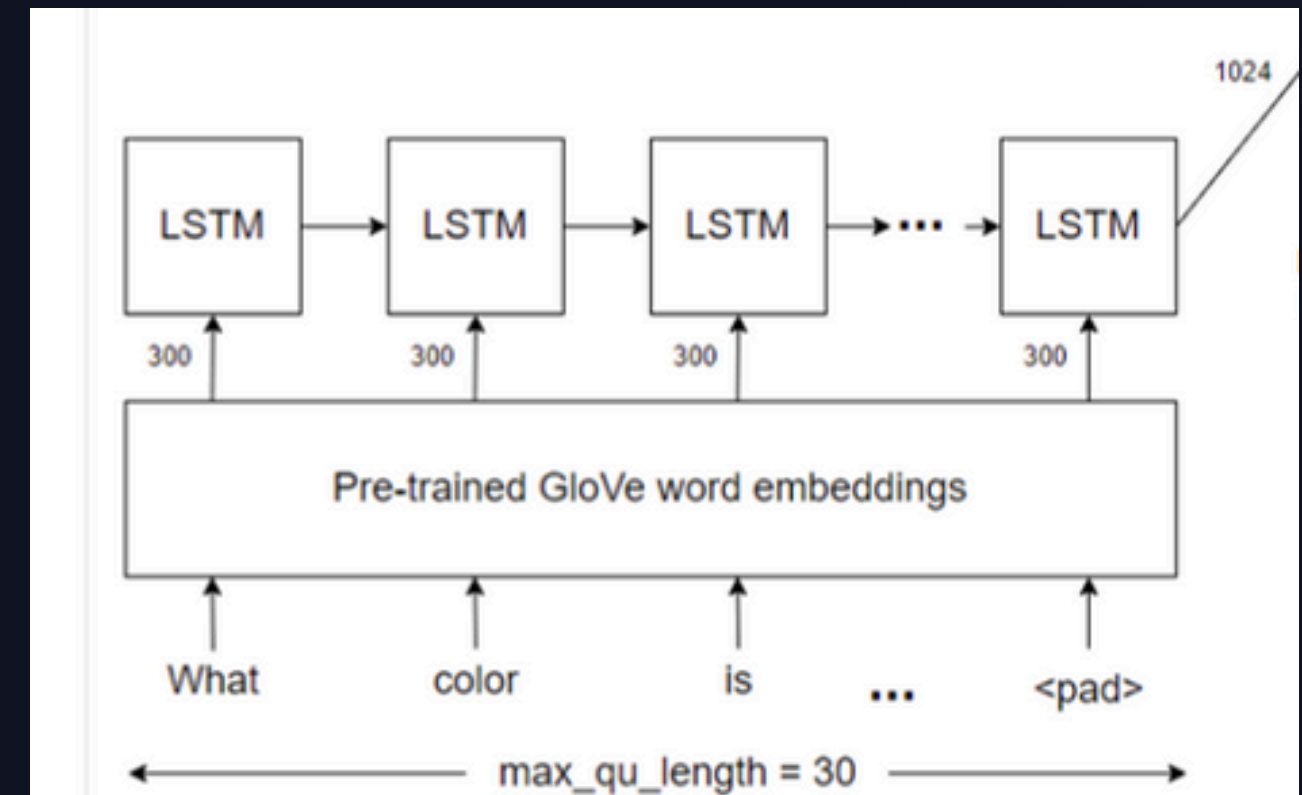 1024
LSTM LSTM LSTM ... LSTM
300 300 300 300
Pre-trained GloVe word embeddings
What color is ... <pad>
max_qu_length = 30